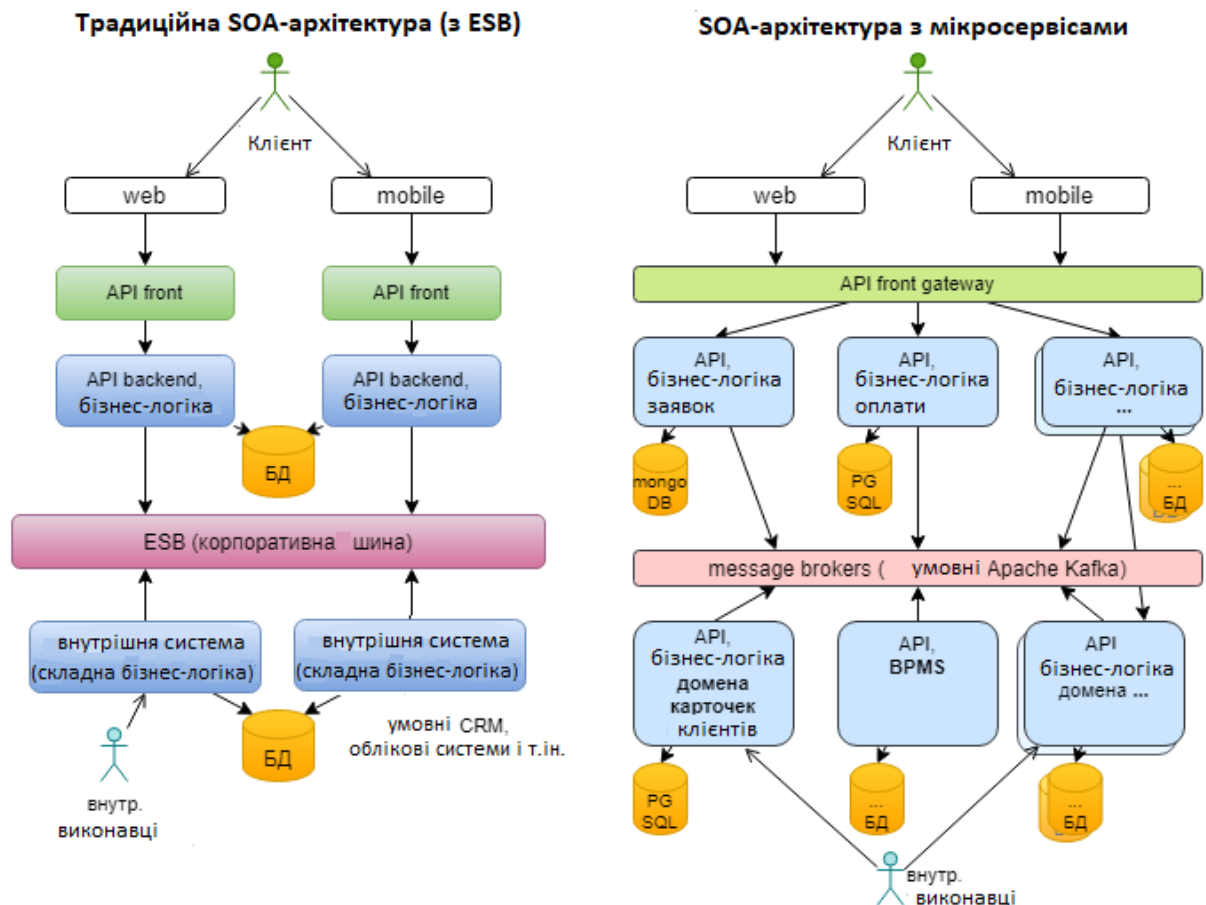 Традиційна SOA-архітектура (з ESB)
Клієнт
web
mobile
API front
API front
API backend,
бізнес-логіка
API backend,
бізнес-логіка
БД
ESB (корпоративна шина)
внутрішня система
(складна бізнес-логіка)
внутрішня система
(складна бізнес-логіка)
БД
умовні CRM,
облікові системи і т.ін.
внутр.
виконавці
SOA-архітектура з мікросервісами
Клієнт
web
mobile
API front gateway
API,
бізнес-логіка
заявок
API,
бізнес-логіка
оплати
API,
бізнес-логіка
...
mongo
DB
PG
SQL
...
БД
message brokers ( умовні Apache Kafka)
API,
бізнес-логіка
домена
карточек
клієнтів
API,
BPMS
API
бізнес-логіка
домена ...
PG
SQL
...
БД
...
БД
внутр.
виконавці